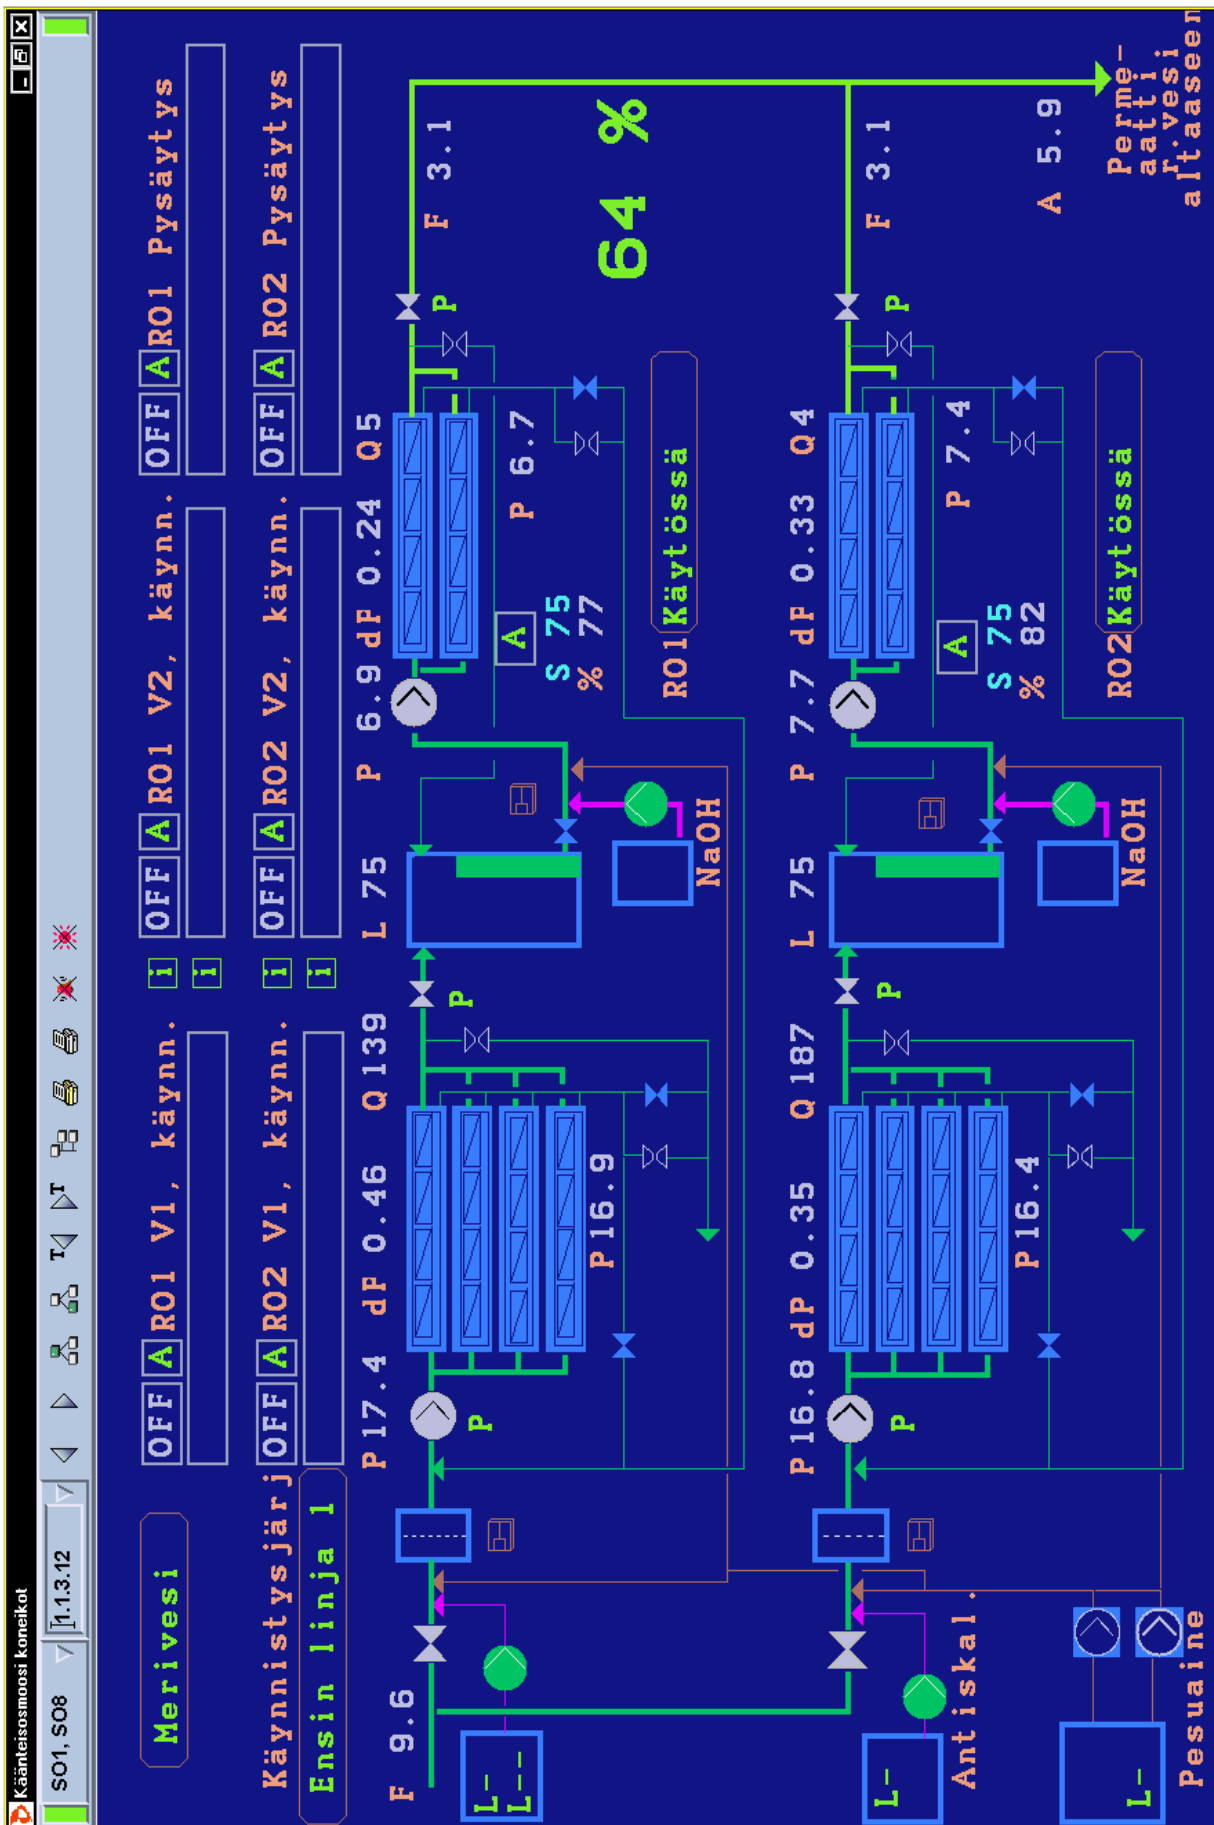 Käänteisosmoosi koneikot
SO1, SO8
1.1.3.12
T
T
Merivesi
OFF A RO1 V1, käynn.
i
OFF A RO1 V2, käynn.
OFF A RO1 Pysäytys
i
Käynnistysjärj
OFF A RO2 V1, käynn.
i
OFF A RO2 V2, käynn.
OFF A RO2 Pysäytys
Ensin linja 1
i
F 9.6
P 17.4
dP 0.46
Q 139
L 75
P 6.9
dP 0.24
Q 5
F 3.1
P
P
P
L-
L--
P 16.9
P 6.7
A
S 75
% 77
64 %
NaOH
RO1 Käytössä
P 16.8
dP 0.35
Q 187
L 75
P 7.7
dP 0.33
Q 4
F 3.1
P
P
P
L-
Antiskal.
P 16.4
P 7.4
A
S 75
% 82
A 5.9
NaOH
RO2 Käytössä
L-
Pesuaine
Perme-
aatti
r.vesi
altaaseen